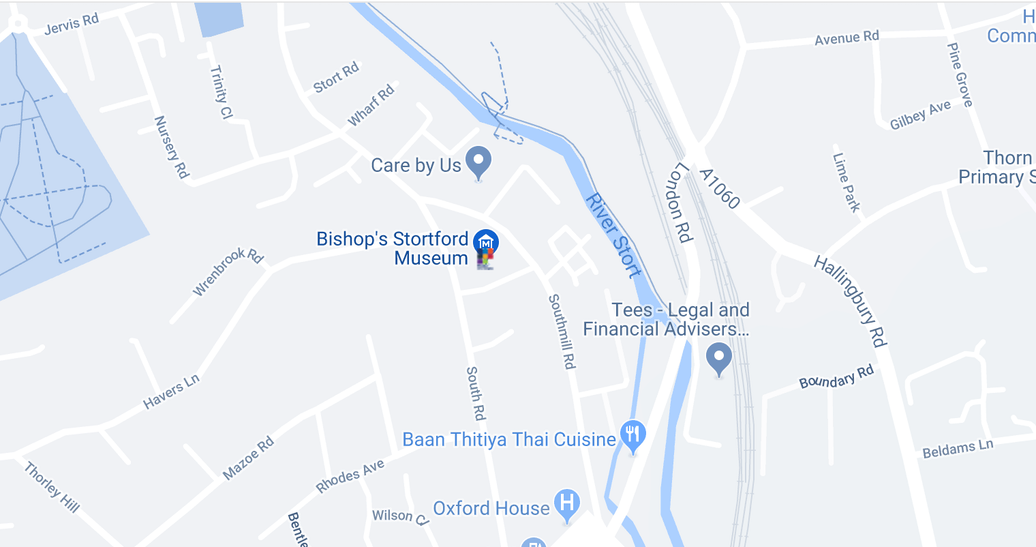 Jervis Rd
H
Comm
Avenue Rd
Pine Grove
Stort Rd
Trinity Cl
Wharf Rd
Gilbey Ave
Nursery Rd
Care by Us
Lime Park
Thorn
Primary S
London Rd
A1060
River Stort
Bishop's Stortford
Museum
M
Wrenbrook Rd
Hallingbury Rd
Tees - Legal and
Financial Advisers...
Southmill Rd
Boundary Rd
Havers Ln
South Rd
Baan Thitiya Thai Cuisine
Beldams Ln
Mazoe Rd
Rhodes Ave
Thorley Hill
Oxford House
H
Wilson Cl
Bentle